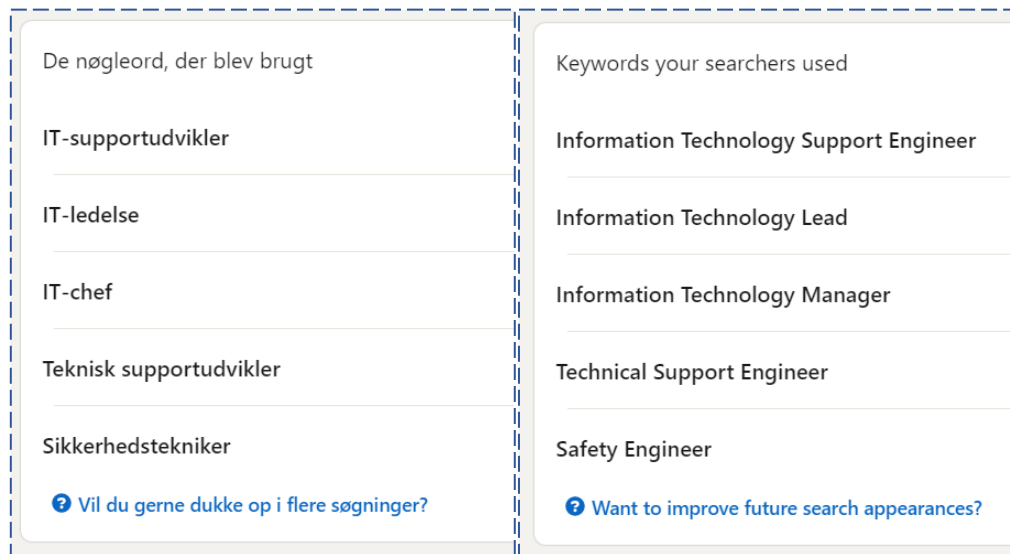 De nøgleord, der blev brugt
IT-supportudvikler
IT-ledelse
IT-chef
Teknisk supportudvikler
Sikkerhedstekniker
Vil du gerne dukke op i flere søgninger?
Keywords your searchers used
Information Technology Support Engineer
Information Technology Lead
Information Technology Manager
Technical Support Engineer
Safety Engineer
Want to improve future search appearances?